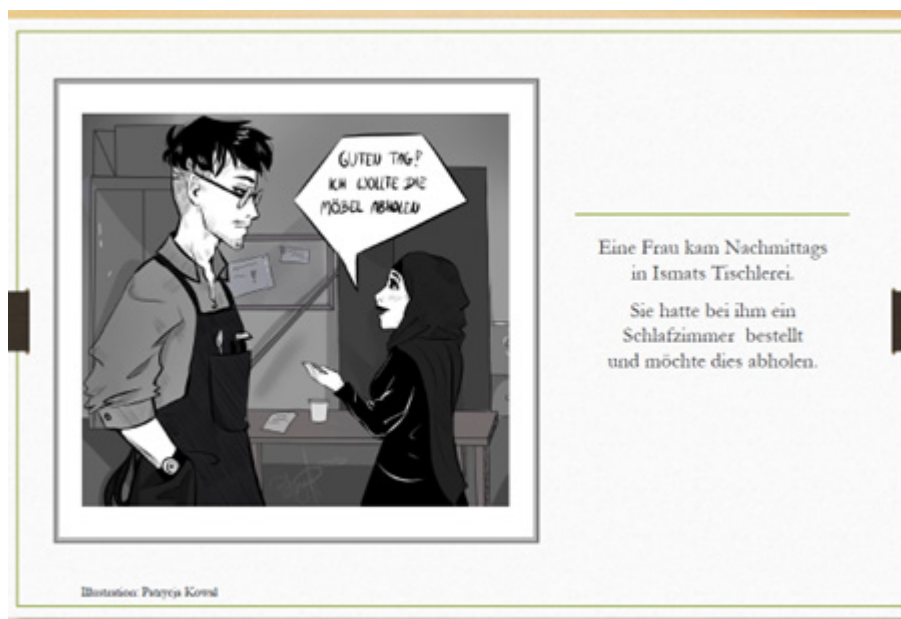 GUTEN TAG!
ICH WOLLTE DIE
MÖBEL ABHOLEN
Eine Frau kam Nachmittags
in Ismats Tischlerei.
Sie hatte bei ihm ein
Schlafzimmer bestellt
und möchte dies abholen.
Illustration: Patrycja Kowal